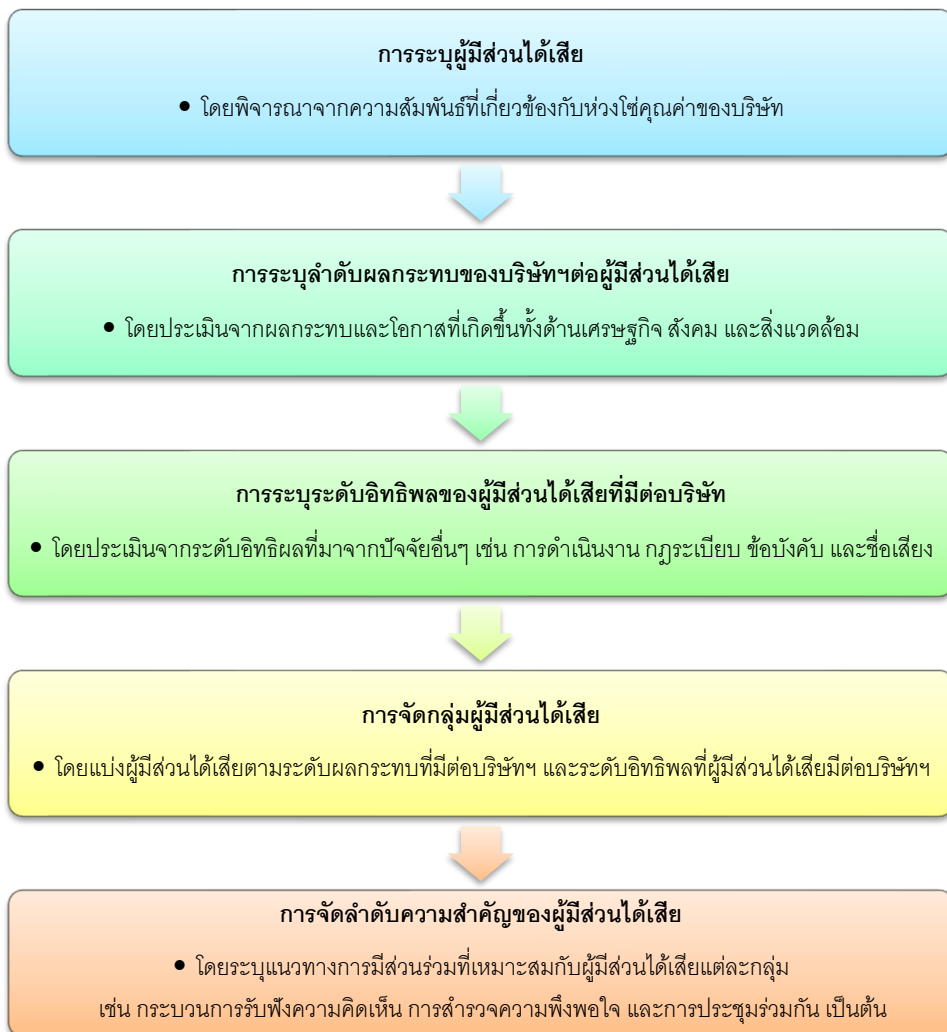 การระบุผู้มีส่วนได้เสีย
• โดยพิจารณาจากความสัมพันธ์ที่เกี่ยวข้องกับห่วงโซ่คุณค่าของบริษัท
การระบุลำดับผลกระทบของบริษัทฯต่อผู้มีส่วนได้เสีย
• โดยประเมินจากผลกระทบและโอกาสที่เกิดขึ้นทั้งด้านเศรษฐกิจ สังคม และสิ่งแวดล้อม
การระบุระดับอิทธิพลของผู้มีส่วนได้เสียที่มีต่อบริษัท
• โดยประเมินจากระดับอิทธิผลที่มาจากปัจจัยอื่นๆ เช่น การดำเนินงาน กฎระเบียบ ข้อบังคับ และชื่อเสียง
การจัดกลุ่มผู้มีส่วนได้เสีย
• โดยแบ่งผู้มีส่วนได้เสียตามระดับผลกระทบที่มีต่อบริษัทฯ และระดับอิทธิพลที่ผู้มีส่วนได้เสียมีต่อบริษัทฯ
การจัดลำดับความสำคัญของผู้มีส่วนได้เสีย
• โดยระบุแนวทางการมีส่วนร่วมที่เหมาะสมกับผู้มีส่วนได้เสียแต่ละกลุ่ม
เช่น กระบวนการรับฟังความคิดเห็น การสำรวจความพึงพอใจ และการประชุมร่วมกัน เป็นต้น